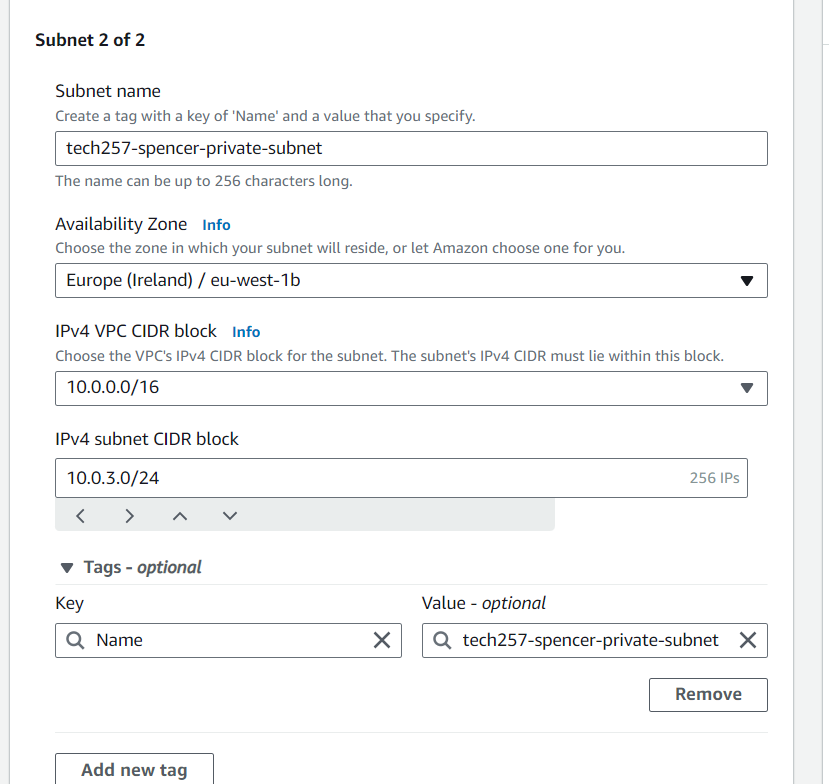 Subnet 2 of 2
Subnet name
Create a tag with a key of 'Name' and a value that you specify.
tech257-spencer-private-subnet
The name can be up to 256 characters long.
Availability Zone Info
Choose the zone in which your subnet will reside, or let Amazon choose one for you.
Europe (Ireland) / eu-west-1b
IPv4 VPC CIDR block Info
Choose the VPC's IPv4 CIDR block for the subnet. The subnet's IPv4 CIDR must lie within this block.
10.0.0.0/16
IPv4 subnet CIDR block
10.0.3.0/24 256 IPs
Tags - optional
Key Value - optional
Name tech257-spencer-private-subnet
Remove
Add new tag